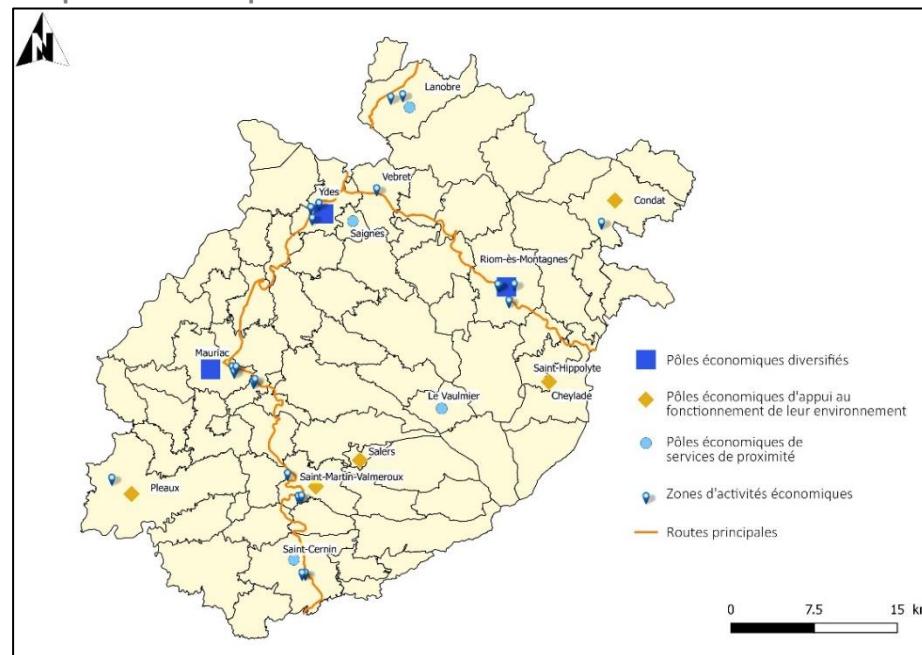 N
Lanobre
Vebret
Ydes
Condat
Saignes
Riom-ès-Montagnes
Mauriac
Saint-Hippolyte
Cheylade
Le Vaulmier
Salers
Saint-Martin-Valmeroux
Pleaux
Saint-Cernin
Pôles économiques diversifiés
Pôles économiques d'appui au
fonctionnement de leur environnement
Pôles économiques de
services de proximité
Zones d'activités économiques
Routes principales
0 7.5 15 km